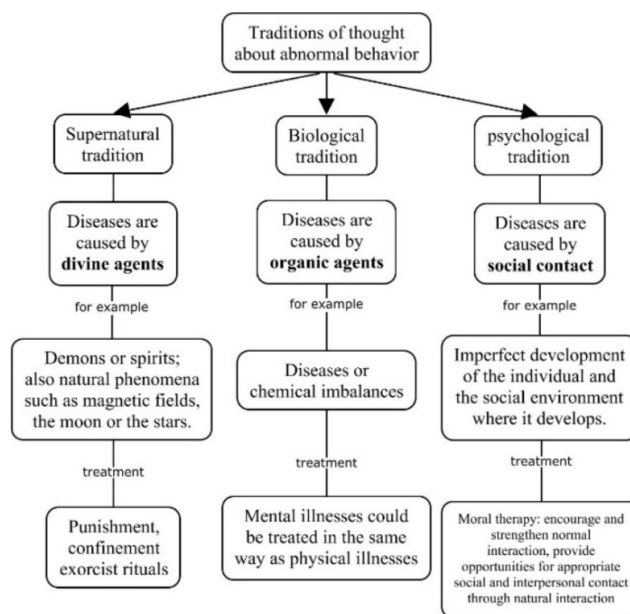 Traditions of thought
about abnormal behavior
Supernatural
tradition
Biological
tradition
psychological
tradition
Diseases are
caused by
divine agents
Diseases are
caused by
organic agents
Diseases are
caused by
social contact
for example
for example
for example
Demons or spirits;
also natural phenomena
such as magnetic fields,
the moon or the stars.
Diseases or
chemical imbalances
Imperfect development
of the individual and
the social environment
where it develops.
treatment
treatment
treatment
Punishment,
confinement
exorcist rituals
Mental illnesses could
be treated in the same
way as physical illnesses
Moral therapy: encourage and
strengthen normal
interaction, provide
opportunities for appropriate
social and interpersonal contact
through natural interaction